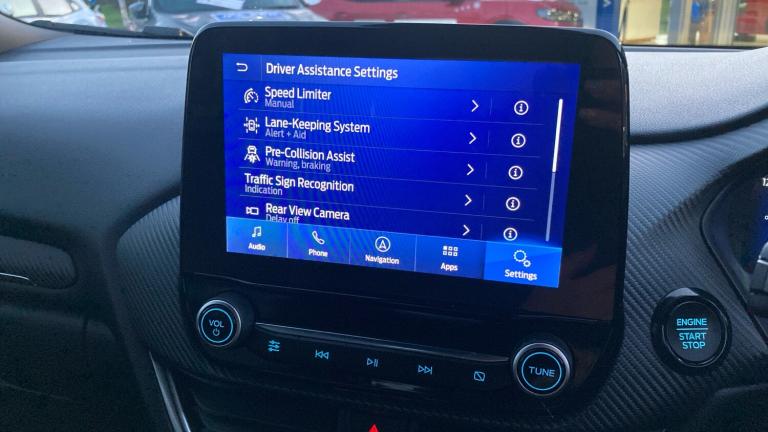 Driver Assistance Settings
Speed Limiter
Manual
Lane-Keeping System
Alert + Aid
Pre-Collision Assist
Warning, braking
Traffic Sign Recognition
Indication
Rear View Camera
Delay off
Audio
Phone
Navigation
Apps
Settings
VOL
TUNE
ENGINE
START
STOP